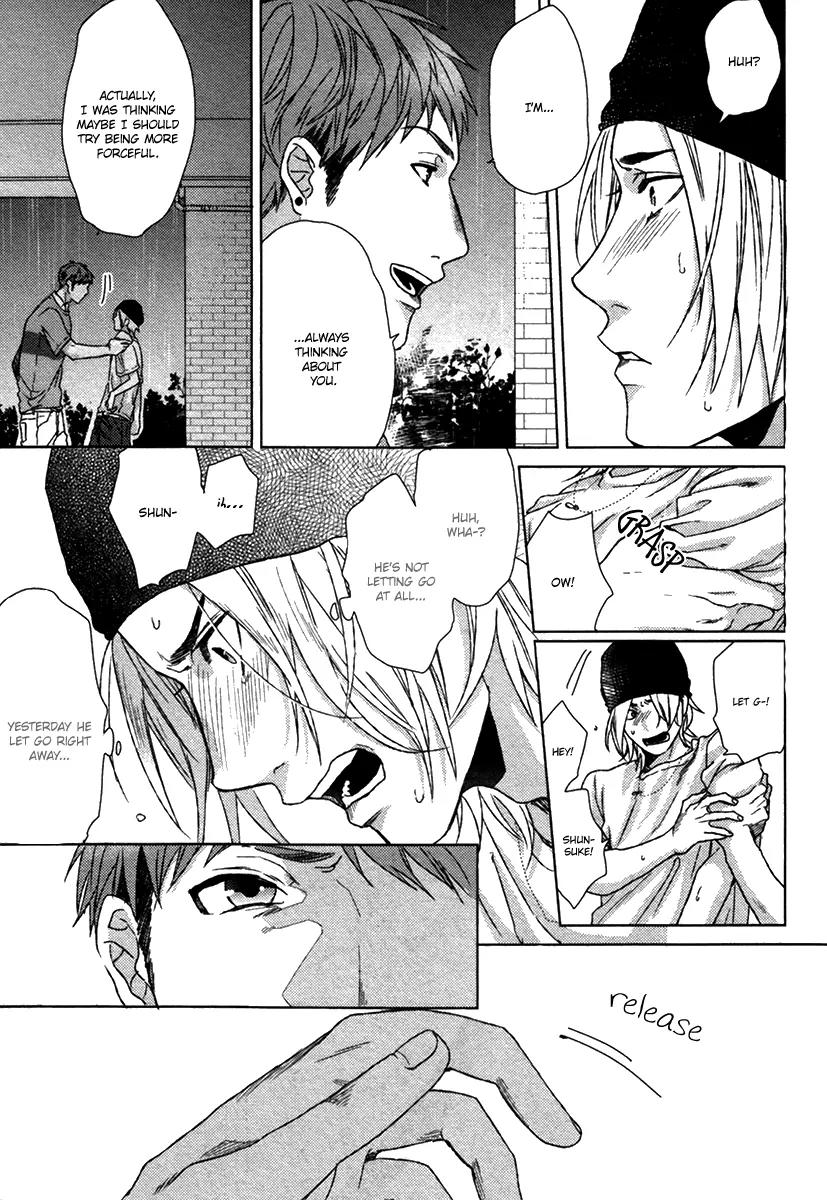 HUH?
I'M...
...ALWAYS
THINKING
ABOUT
YOU.
ACTUALLY,
I WAS THINKING
MAYBE I SHOULD
TRY BEING MORE
FORCEFUL.
GRASP
OW!
LET G-!
HEY!
SHUN-
SUKE!
HUH,
WHA-?
HE'S NOT
LETTING GO
AT ALL...
ih...
SHUN-
YESTERDAY HE
LET GO RIGHT
AWAY...
release